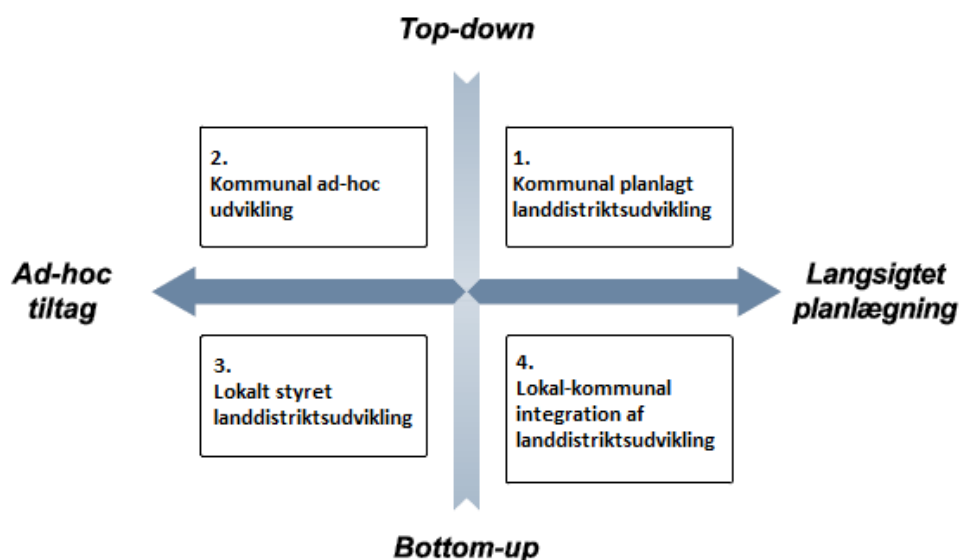 Top-down
2.
Kommunal ad-hoc
udvikling
1.
Kommunal planlagt
landdistriktsudvikling
Ad-hoc
tiltag
Langsigtet
planlægning
3.
Lokalt styret
landdistriktsudvikling
4.
Lokal-kommunal
integration af
landdistriktsudvikling
Bottom-up